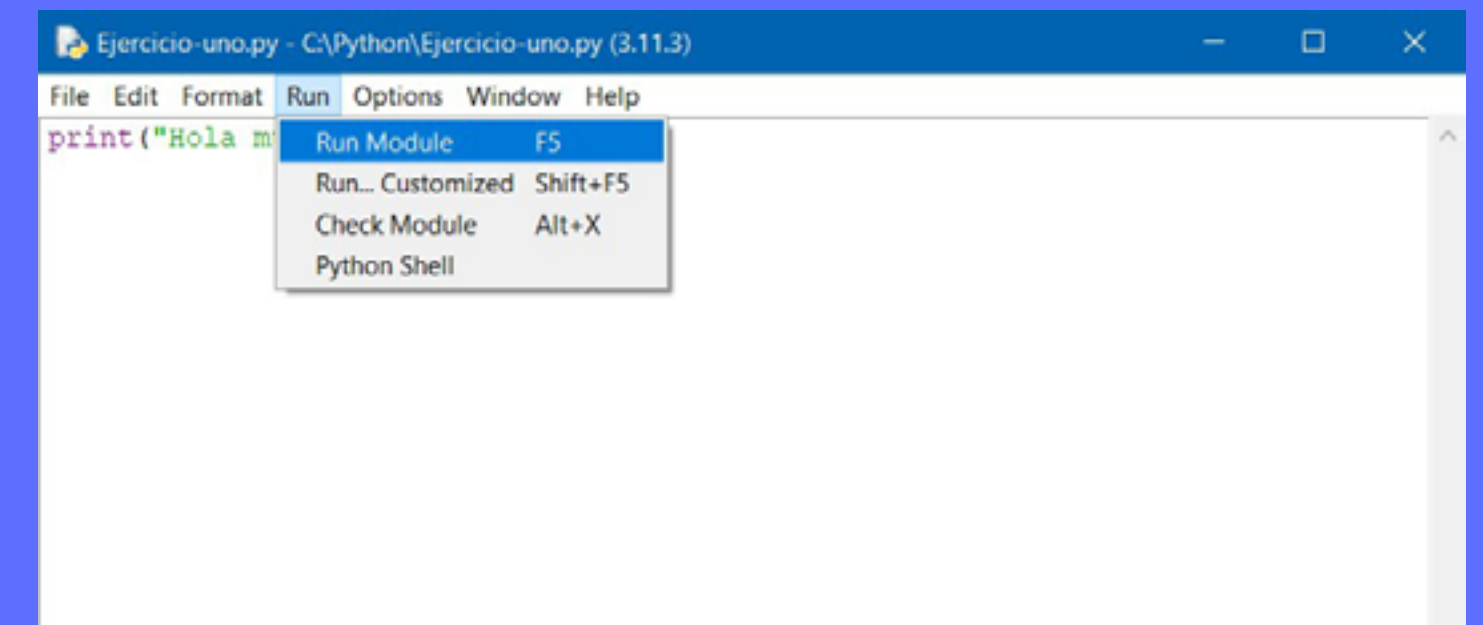 Ejercicio-uno.py - C:\Python\Ejercicio-uno.py (3.11.3)
File Edit Format Run Options Window Help
print("Hola m
Run Module F5
Run... Customized Shift+F5
Check Module Alt+X
Python Shell